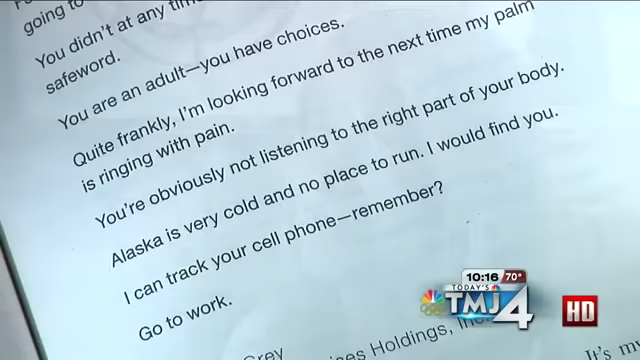 going to
You didn't at any time
safeword.
You are an adult—you have choices.
Quite frankly, I'm looking forward to the next time my palm
is ringing with pain.
You're obviously not listening to the right part of your body.
Alaska is very cold and no place to run. I would find you.
I can track your cell phone—remember?
Go to work.
Grey
Holdings, Inc.
It's
10:16 70°
TODAY'S
TMJ4
HD